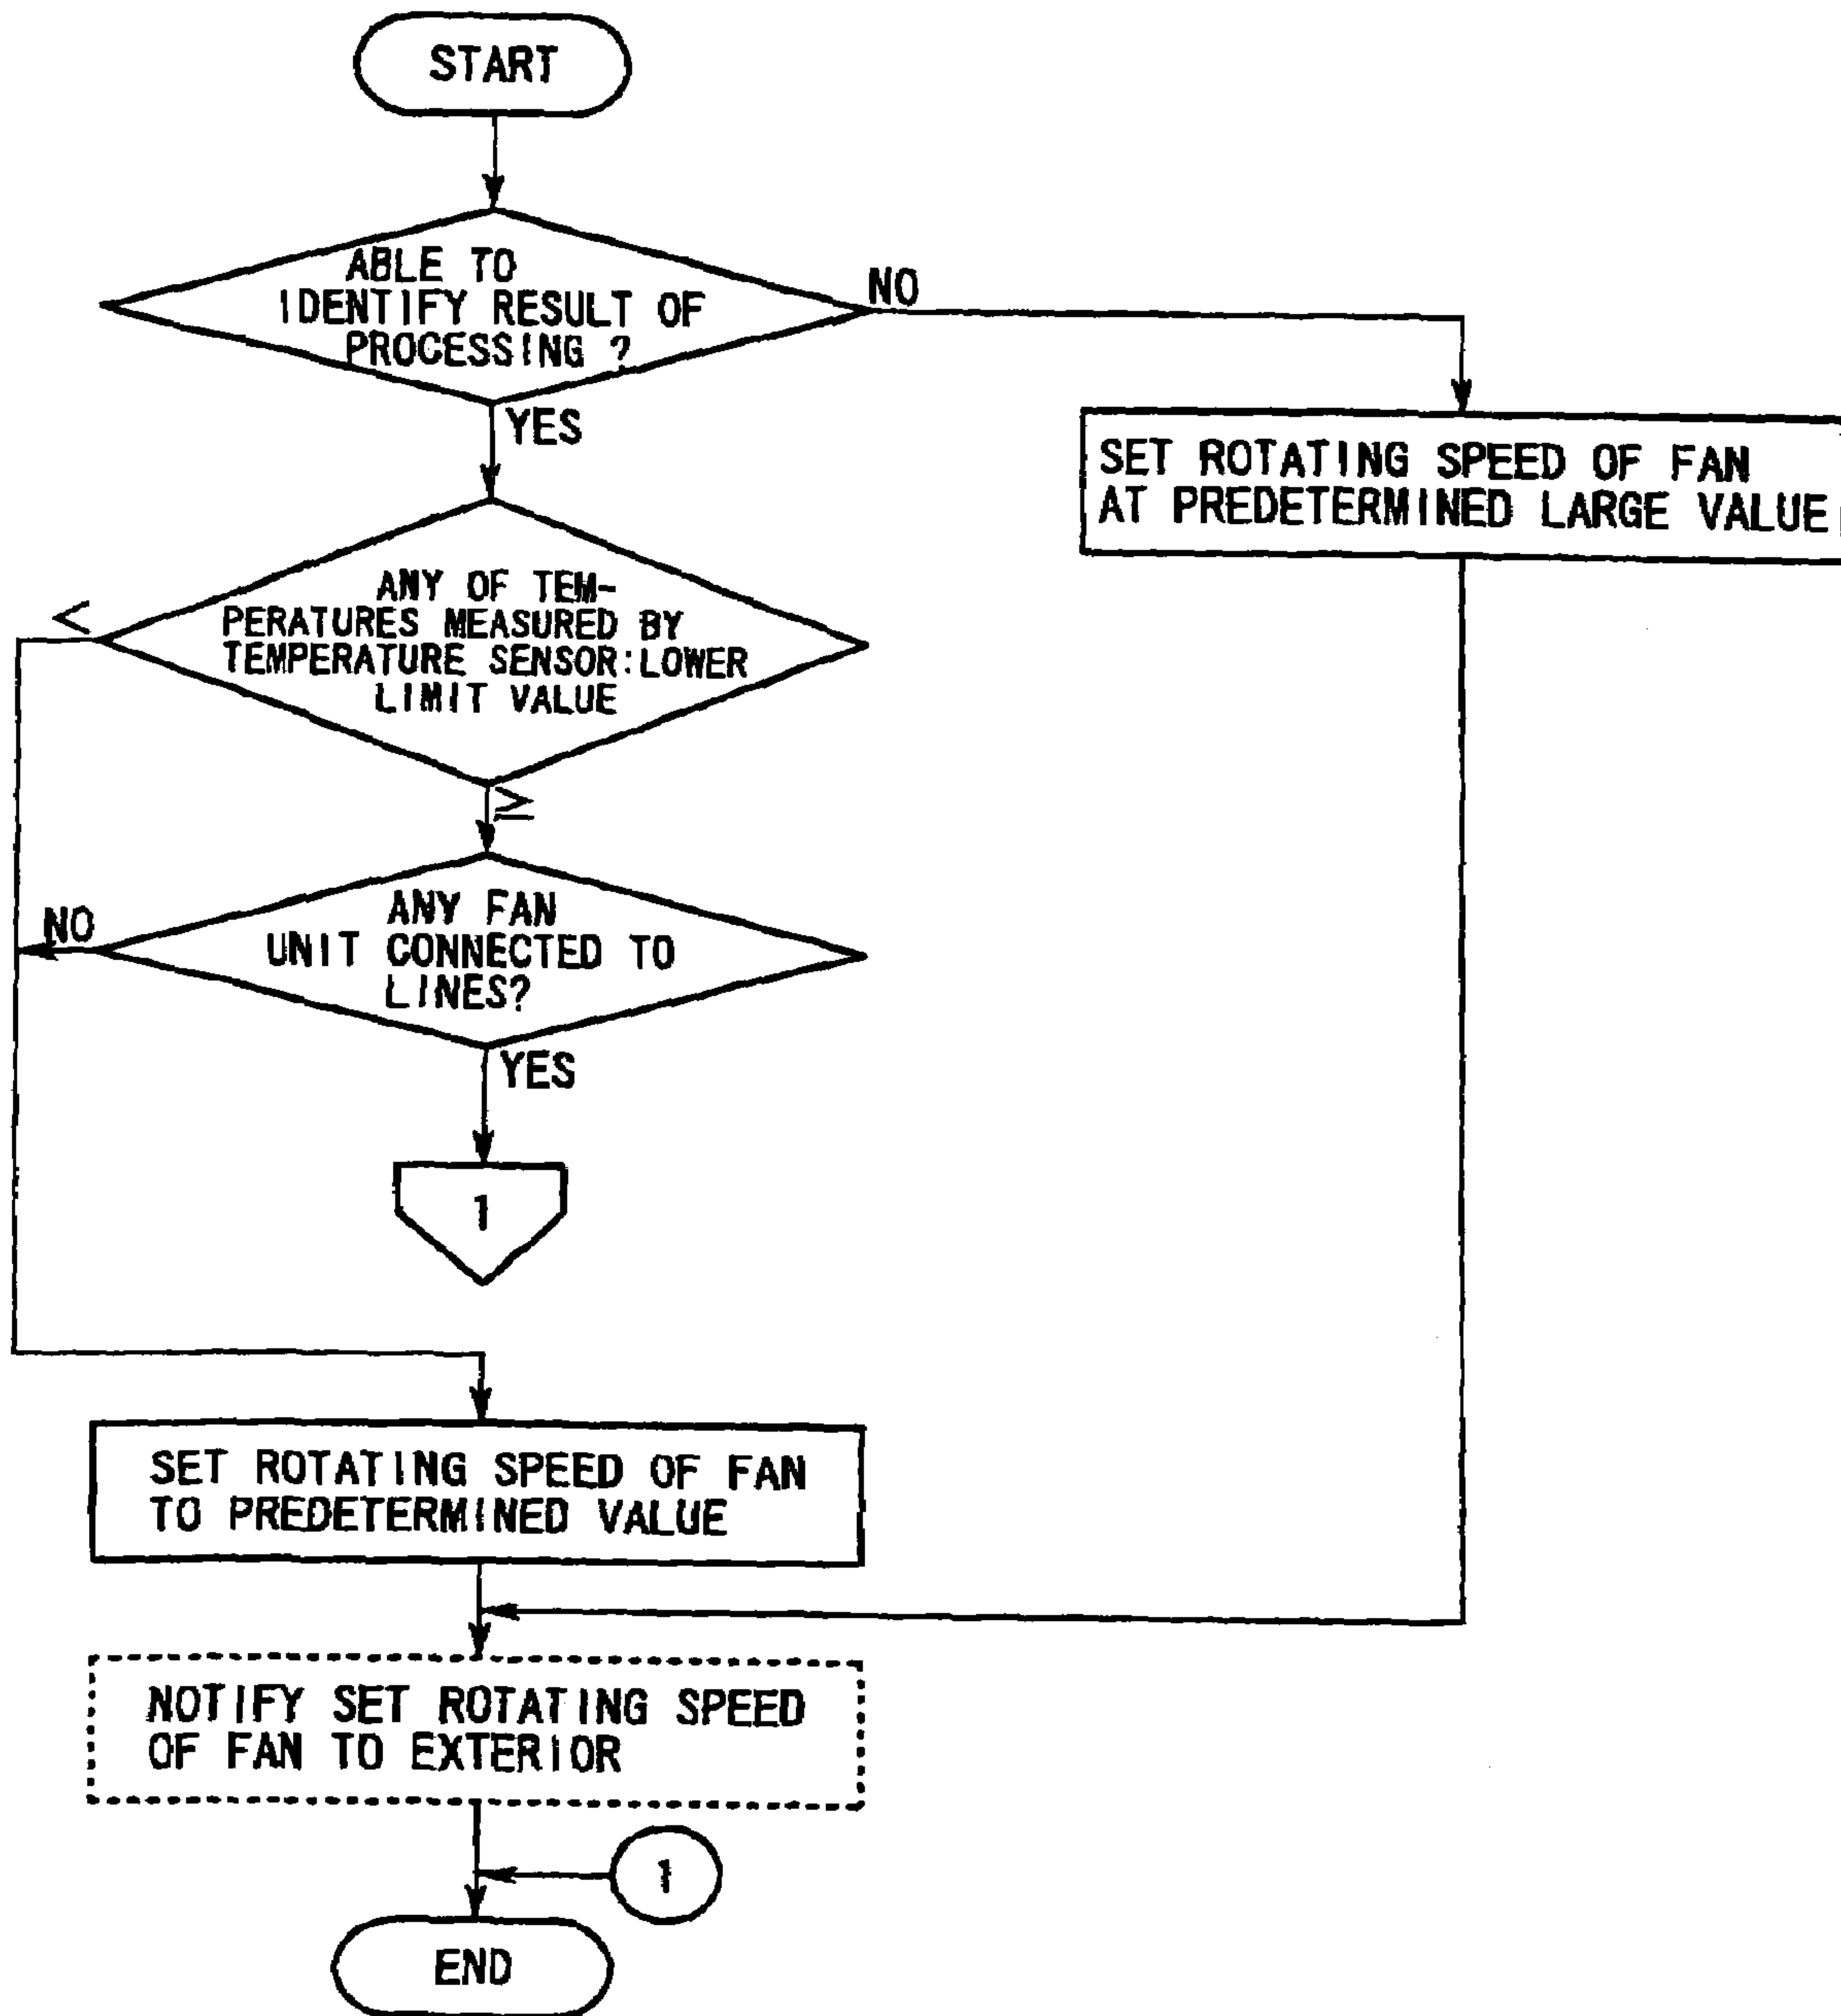 START
ABLE TO
IDENTIFY RESULT OF
PROCESSING ?
NO
YES
SET ROTATING SPEED OF FAN
AT PREDETERMINED LARGE VALUE
<
ANY OF TEM-
PERATURES MEASURED BY
TEMPERATURE SENSOR:LOWER
LIMIT VALUE
≧
NO
ANY FAN
UNIT CONNECTED TO
LINES?
YES
1
SET ROTATING SPEED OF FAN
TO PREDETERMINED VALUE
NOTIFY SET ROTATING SPEED
OF FAN TO EXTERIOR
1
END